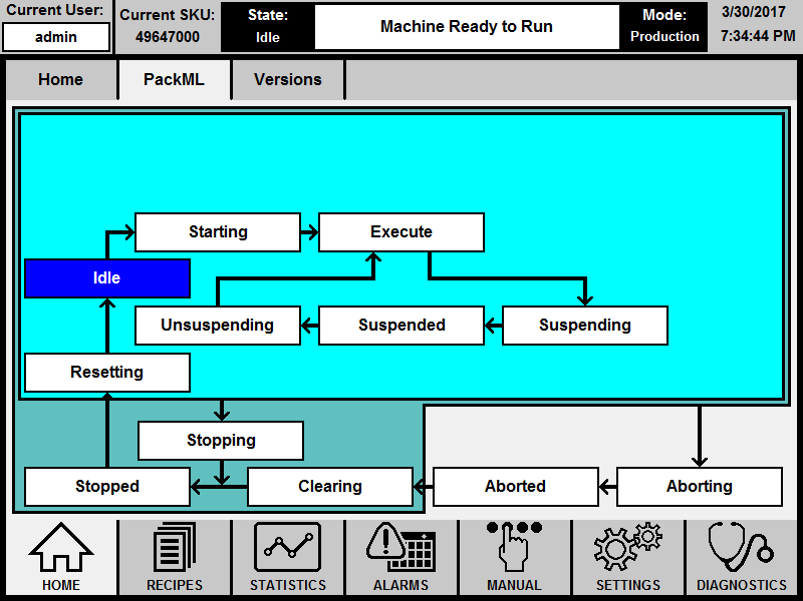 Current User:
admin
Current SKU:
49647000
State:
Idle
Machine Ready to Run
Mode:
Production
3/30/2017
7:34:44 PM
Home
PackML
Versions
Starting
Execute
Idle
Unsuspending
Suspended
Suspending
Resetting
Stopping
Stopped
Clearing
Aborted
Aborting
HOME
RECIPES
STATISTICS
ALARMS
MANUAL
SETTINGS
DIAGNOSTICS